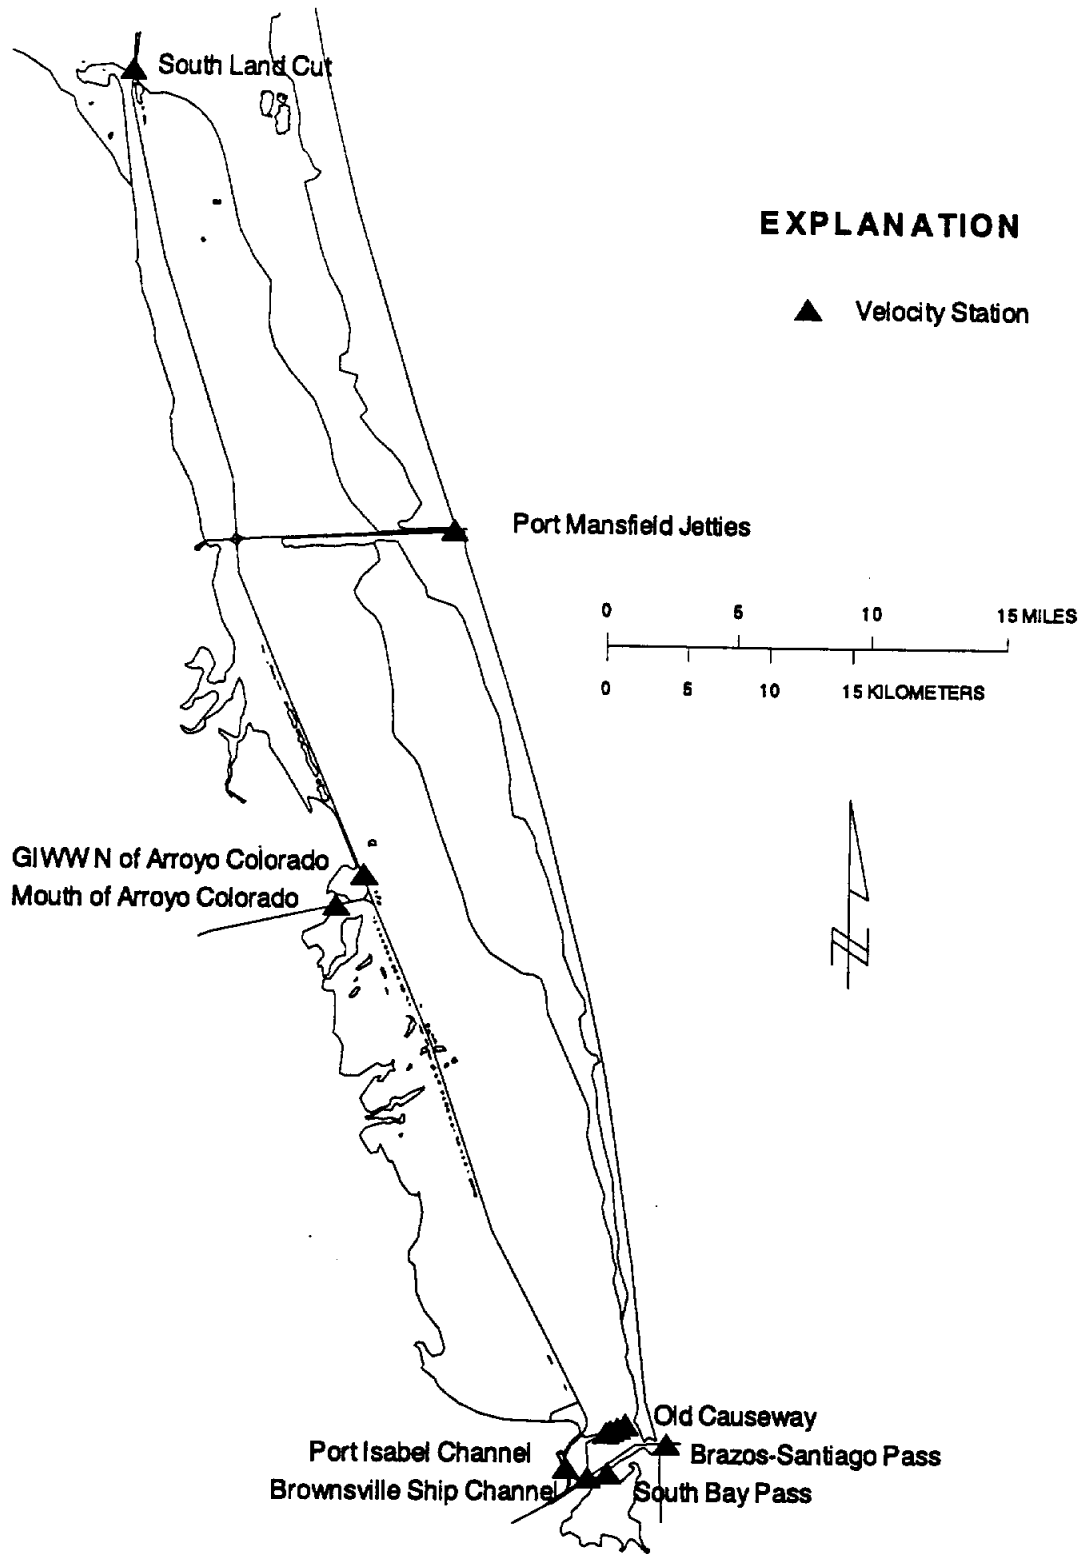 South Land Cut
EXPLANATION
Velocity Station
Port Mansfield Jetties
0 5 10 15 MILES
0 5 10 15 KILOMETERS
GIWW N of Arroyo Colorado
Mouth of Arroyo Colorado
N
Old Causeway
Port Isabel Channel
Brazos-Santiago Pass
Brownsville Ship Channel
South Bay Pass